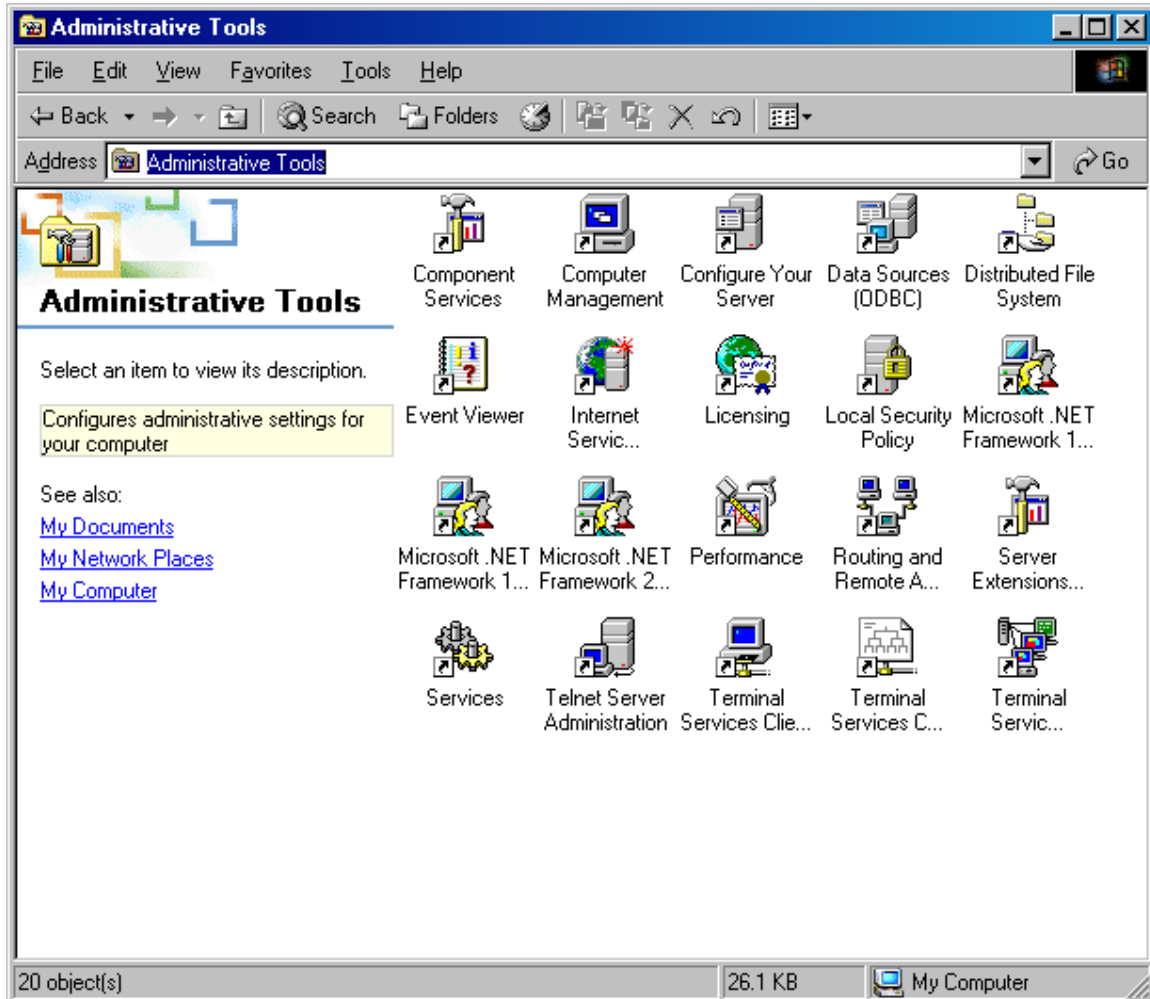 Administrative Tools
File Edit View Favorites Tools Help
Back Search Folders
Address Administrative Tools Go
Administrative Tools
Select an item to view its description.
Configures administrative settings for
your computer
See also:
My Documents
My Network Places
My Computer
Component
Services
Computer
Management
Configure Your
Server
Data Sources
(ODBC)
Distributed File
System
Event Viewer
Internet
Servic...
Licensing
Local Security
Policy
Microsoft .NET
Framework 1...
Microsoft .NET
Framework 1...
Microsoft .NET
Framework 2...
Performance
Routing and
Remote A...
Server
Extensions...
Services
Telnet Server
Administration
Terminal
Services Clie...
Terminal
Services C...
Terminal
Servic...
20 object(s) 26.1 KB My Computer